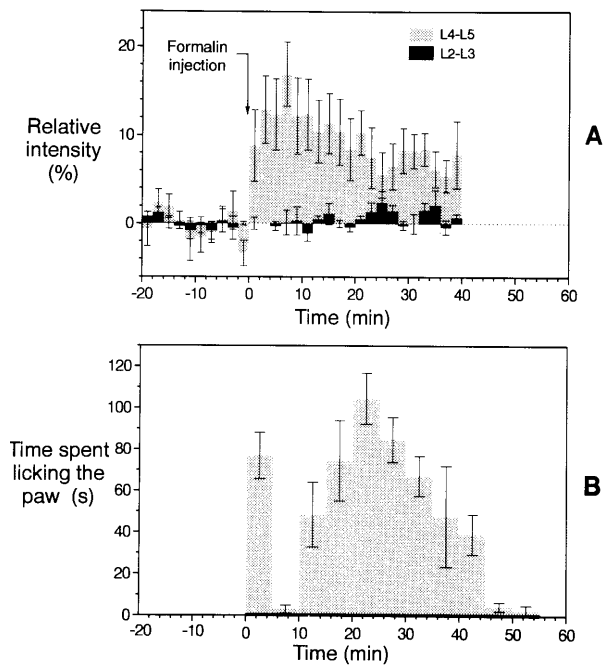 20
10
0
Relative
intensity
(%)
Formalin
injection
L4-L5
L2-L3
A
-20 -10 0 10 20 30 40 50 60
Time (min)
120
100
80
60
40
20
0
Time spent
licking the
paw (s)
B
-20 -10 0 10 20 30 40 50 60
Time (min)